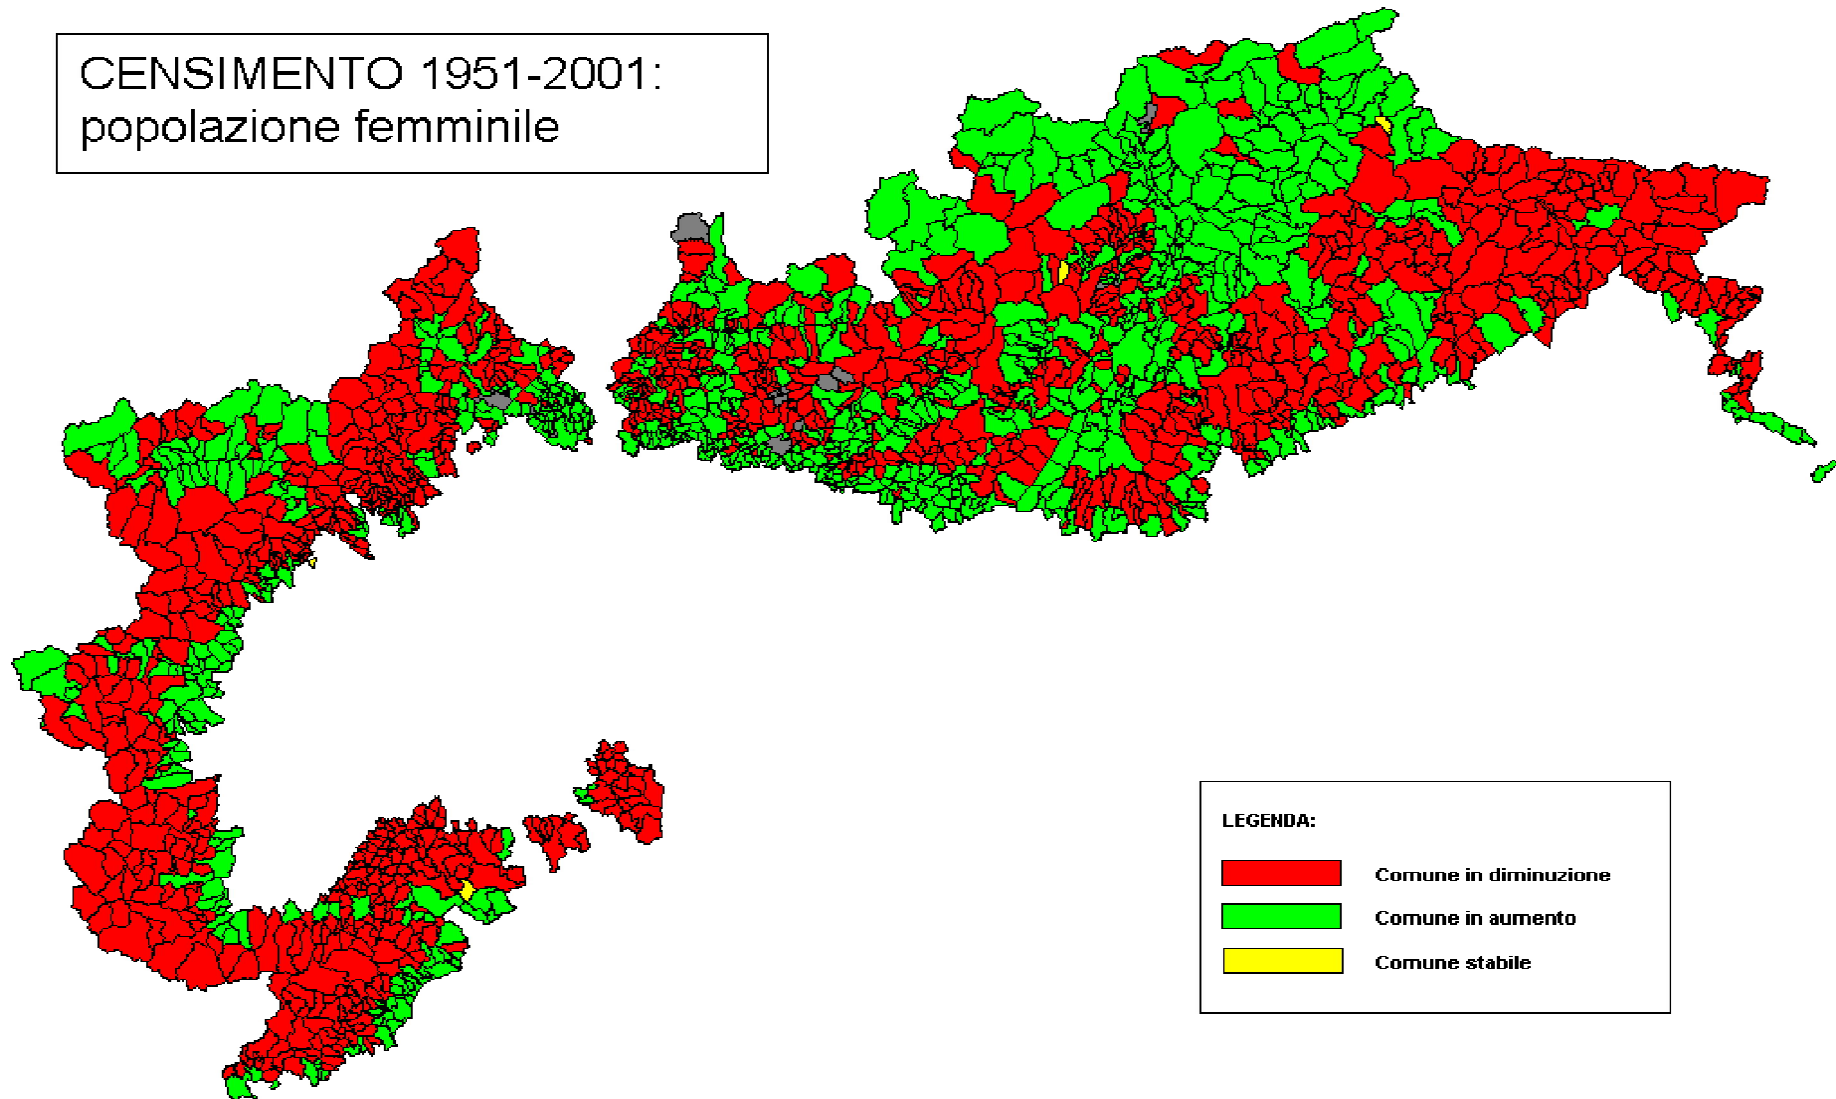 CENSIMENTO 1951-2001:
popolazione femminile
LEGENDA:
Comune in diminuzione
Comune in aumento
Comune stabile